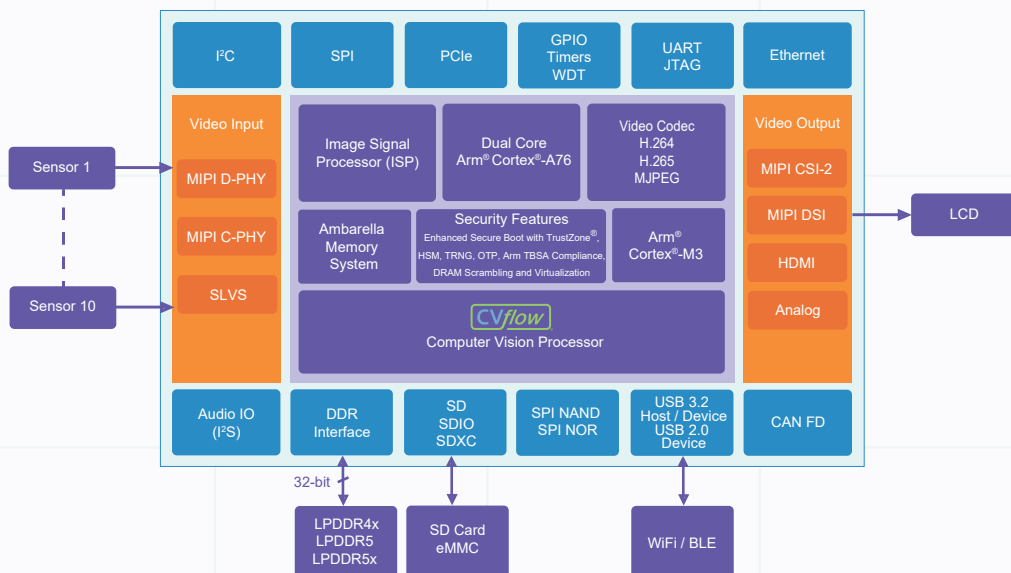 I²C
SPI
PCIe
GPIO
Timers
WDT
UART
JTAG
Ethernet
Video Input
MIPI D-PHY
MIPI C-PHY
SLVS
Sensor 1
Sensor 10
Image Signal
Processor (ISP)
Dual Core
Arm® Cortex®-A76
Video Codec
H.264
H.265
MJPEG
Ambarella
Memory
System
Security Features
Enhanced Secure Boot with TrustZone®,
HSM, TRNG, OTP, Arm TBSA Compliance,
DRAM Scrambling and Virtualization
Arm®
Cortex®-M3
CVflow
Computer Vision Processor
Video Output
MIPI CSI-2
MIPI DSI
HDMI
Analog
LCD
Audio IO
(I²S)
DDR
Interface
SD
SDIO
SDXC
SPI NAND
SPI NOR
USB 3.2
Host / Device
USB 2.0
Device
CAN FD
32-bit
LPDDR4x
LPDDR5
LPDDR5x
SD Card
eMMC
WiFi / BLE